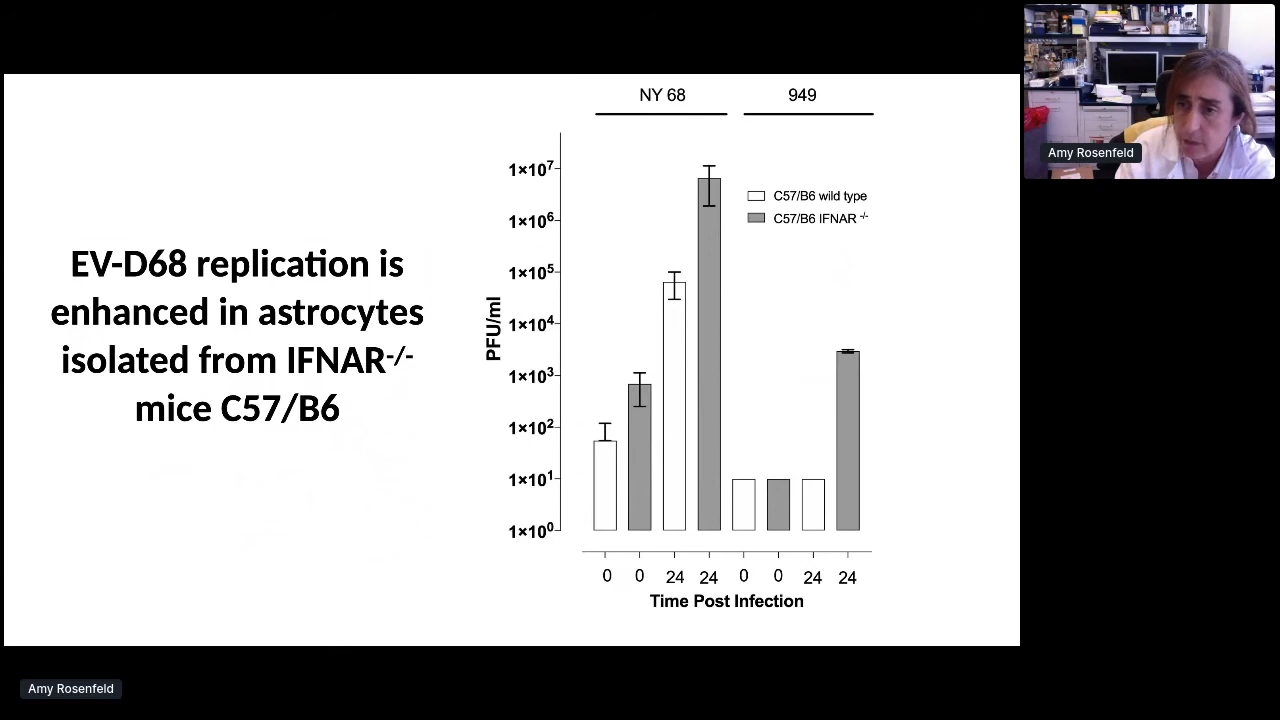 NY 68
949
1×10⁷
1×10⁶
1×10⁵
1×10⁴
1×10³
1×10²
1×10¹
1×10⁰
PFU/ml
C57/B6 wild type
C57/B6 IFNAR -/-
0 0 24 24 0 0 24 24
Time Post Infection
EV-D68 replication is
enhanced in astrocytes
isolated from IFNAR-/-
mice C57/B6
Amy Rosenfeld
Amy Rosenfeld